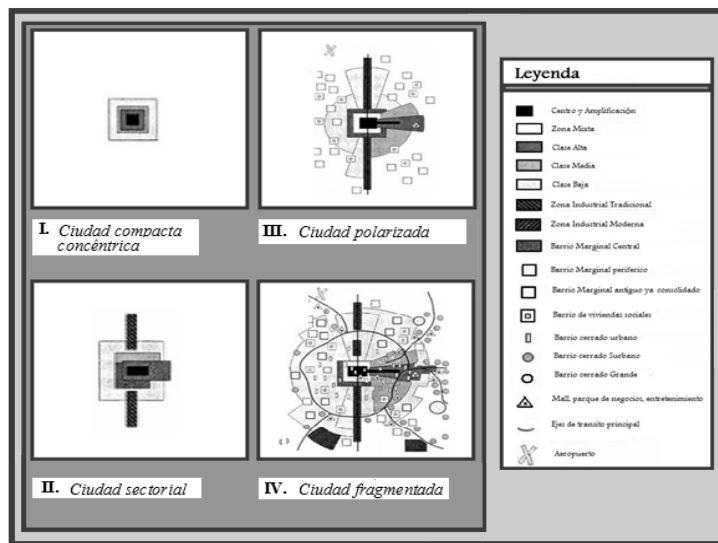 I. Ciudad compacta
concéntrica
III. Ciudad polarizada
II. Ciudad sectorial
IV. Ciudad fragmentada
Leyenda
Centro y Amplificación
Zona Mixta
Clase Alta
Clase Media
Clase Baja
Zona Industrial Tradicional
Zona Industrial Moderna
Barrio Marginal Central
Barrio Marginal periferico
Barrio Marginal antiguo ya consolidado
Barrio de viviendas sociales
Barrio cerrado urbano
Barrio cerrado Surbano
Barrio cerrado Grande
Mall, parque de negocios, entretenimiento
Ejes de transito principal
Aeropuerto